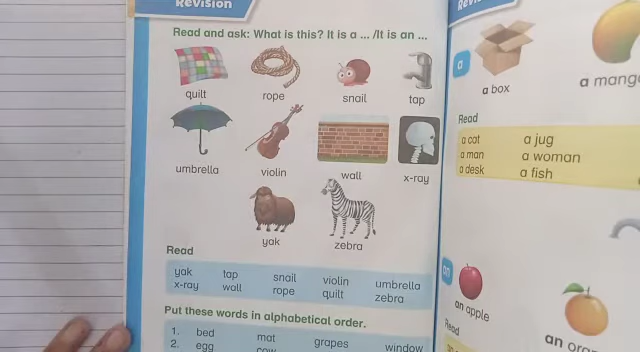 Revision
Read and ask: What is this? It is a ... /It is an ...
quilt rope snail tap
umbrella violin wall x-ray
yak zebra
Read
yak tap snail violin umbrella
x-ray wall rope quilt zebra
Put these words in alphabetical order.
1. bed mat grapes window
2. egg cow
a
a box
Read
a cat a jug
a man a woman
a desk a fish
an
an apple
Read
an